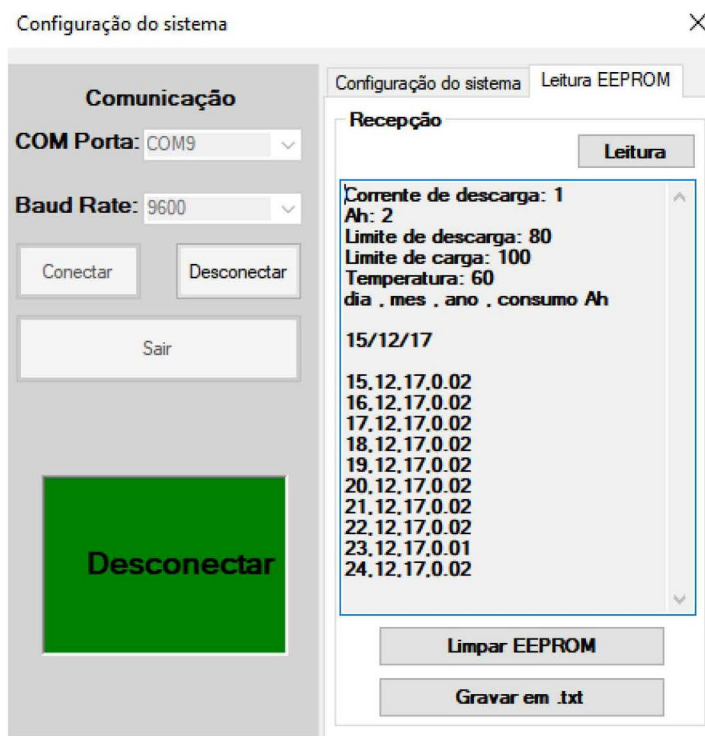 Configuração do sistema
Comunicação
COM Porta: COM9
Baud Rate: 9600
Conectar
Desconectar
Sair
Desconectar
Configuração do sistema
Leitura EEPROM
Recepção
Leitura
Corrente de descarga: 1
Ah: 2
Limite de descarga: 80
Limite de carga: 100
Temperatura: 60
dia , mes , ano , consumo Ah
15/12/17
15,12,17,0.02
16,12,17,0.02
17,12,17,0.02
18,12,17,0.02
19,12,17,0.02
20,12,17,0.02
21,12,17,0.02
22,12,17,0.02
23,12,17,0.01
24,12,17,0.02
Limpar EEPROM
Gravar em .txt